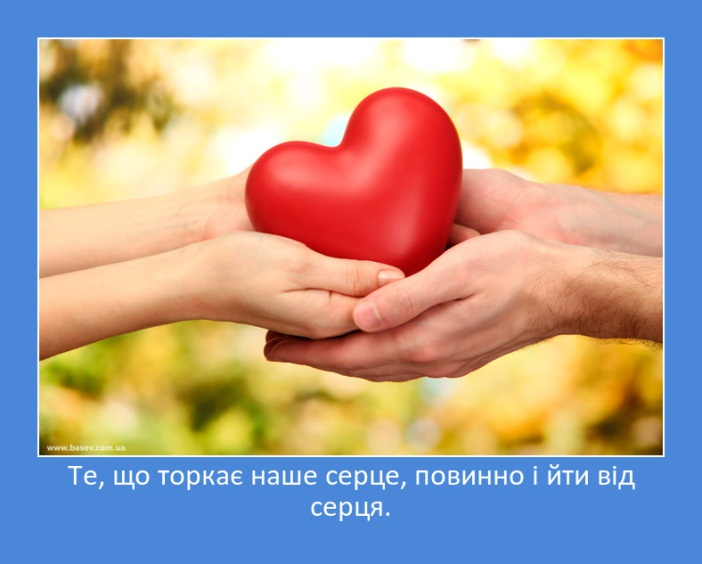 www.basov.com.ua
Те, що торкає наше серце, повинно і йти від
серця.